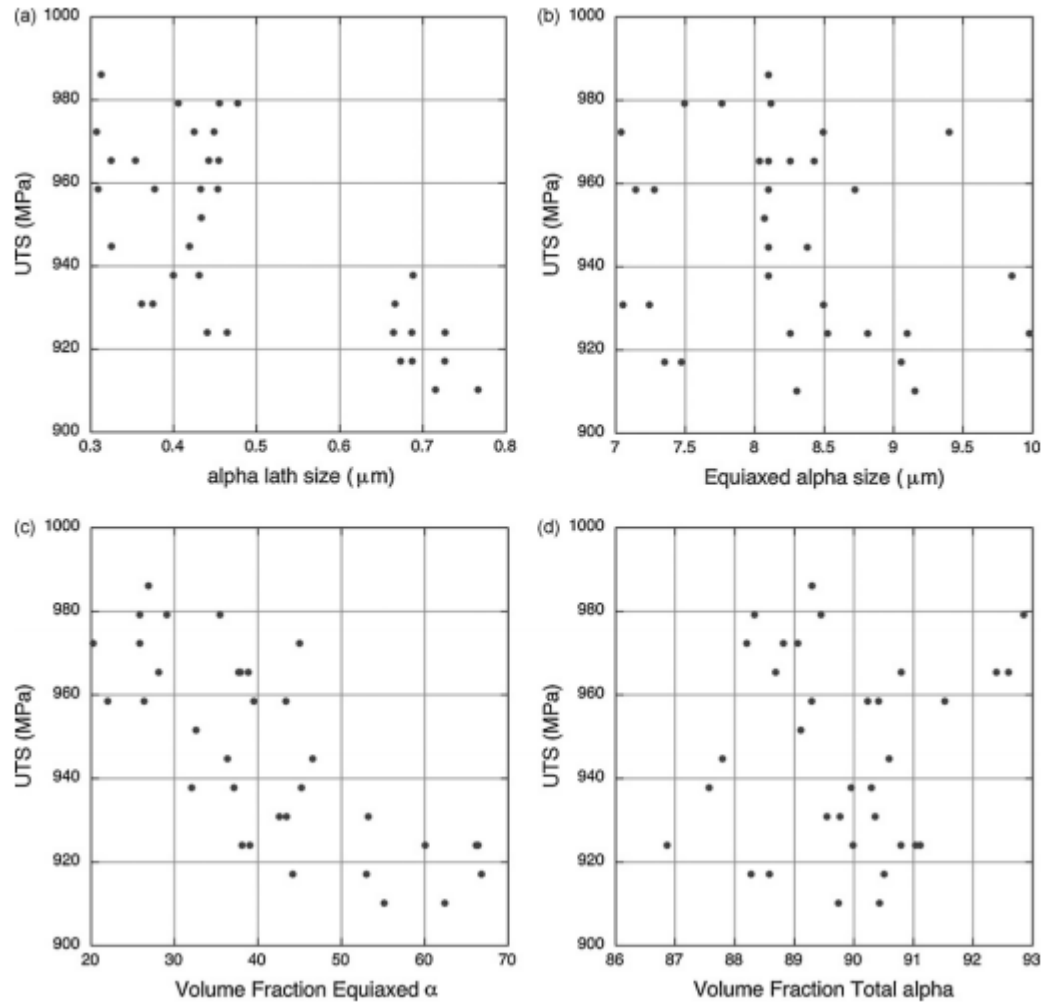 (a)
1000
980
960
940
920
900
UTS (MPa)
0.3 0.4 0.5 0.6 0.7 0.8
alpha lath size (μm)
(b)
1000
980
960
940
920
900
UTS (MPa)
7 7.5 8 8.5 9 9.5 10
Equiaxed alpha size (μm)
(c)
1000
980
960
940
920
900
UTS (MPa)
20 30 40 50 60 70
Volume Fraction Equiaxed α
(d)
1000
980
960
940
920
900
UTS (MPa)
86 87 88 89 90 91 92 93
Volume Fraction Total alpha